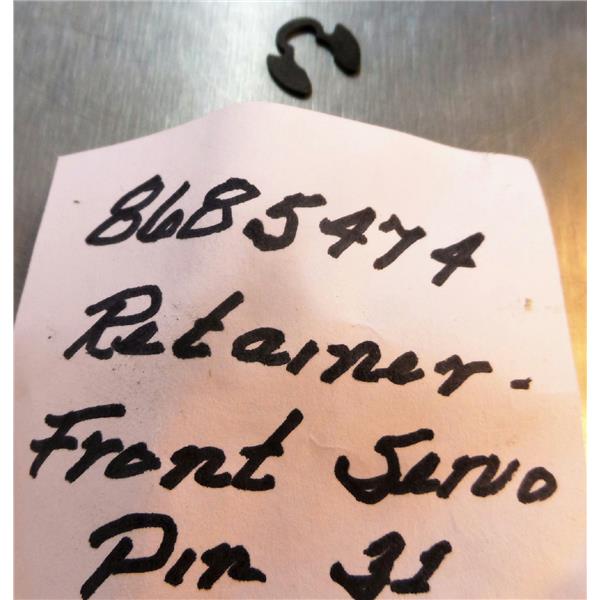 8685474
Retainer-
Front Servo
Pin 31